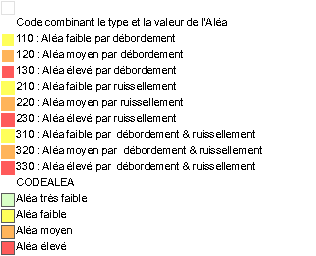 Code combinant le type et la valeur de l'Aléa
110 : Aléa faible par débordement
120 : Aléa moyen par débordement
130 : Aléa élevé par débordement
210 : Aléa faible par ruissellement
220 : Aléa moyen par ruissellement
230 : Aléa élevé par ruissellement
310 : Aléa faible par débordement & ruissellement
320 : Aléa moyen par débordement & ruissellement
330 : Aléa élevé par débordement & ruissellement
CODEALEA
Aléa très faible
Aléa faible
Aléa moyen
Aléa élevé